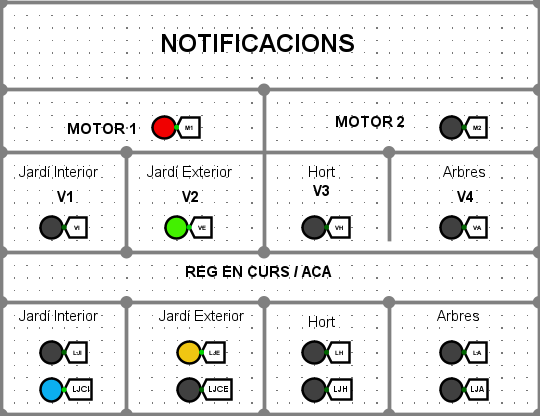 NOTIFICACIONS
MOTOR 1 M1 MOTOR 2 M2
Jardí Interior Jardí Exterior Hort Arbres
V1 V2 V3 V4
VI VE VH VA
REG EN CURS / ACA
Jardí Interior Jardí Exterior Hort Arbres
LJI LJE LH LA
LJCI LJCE LJH LJA